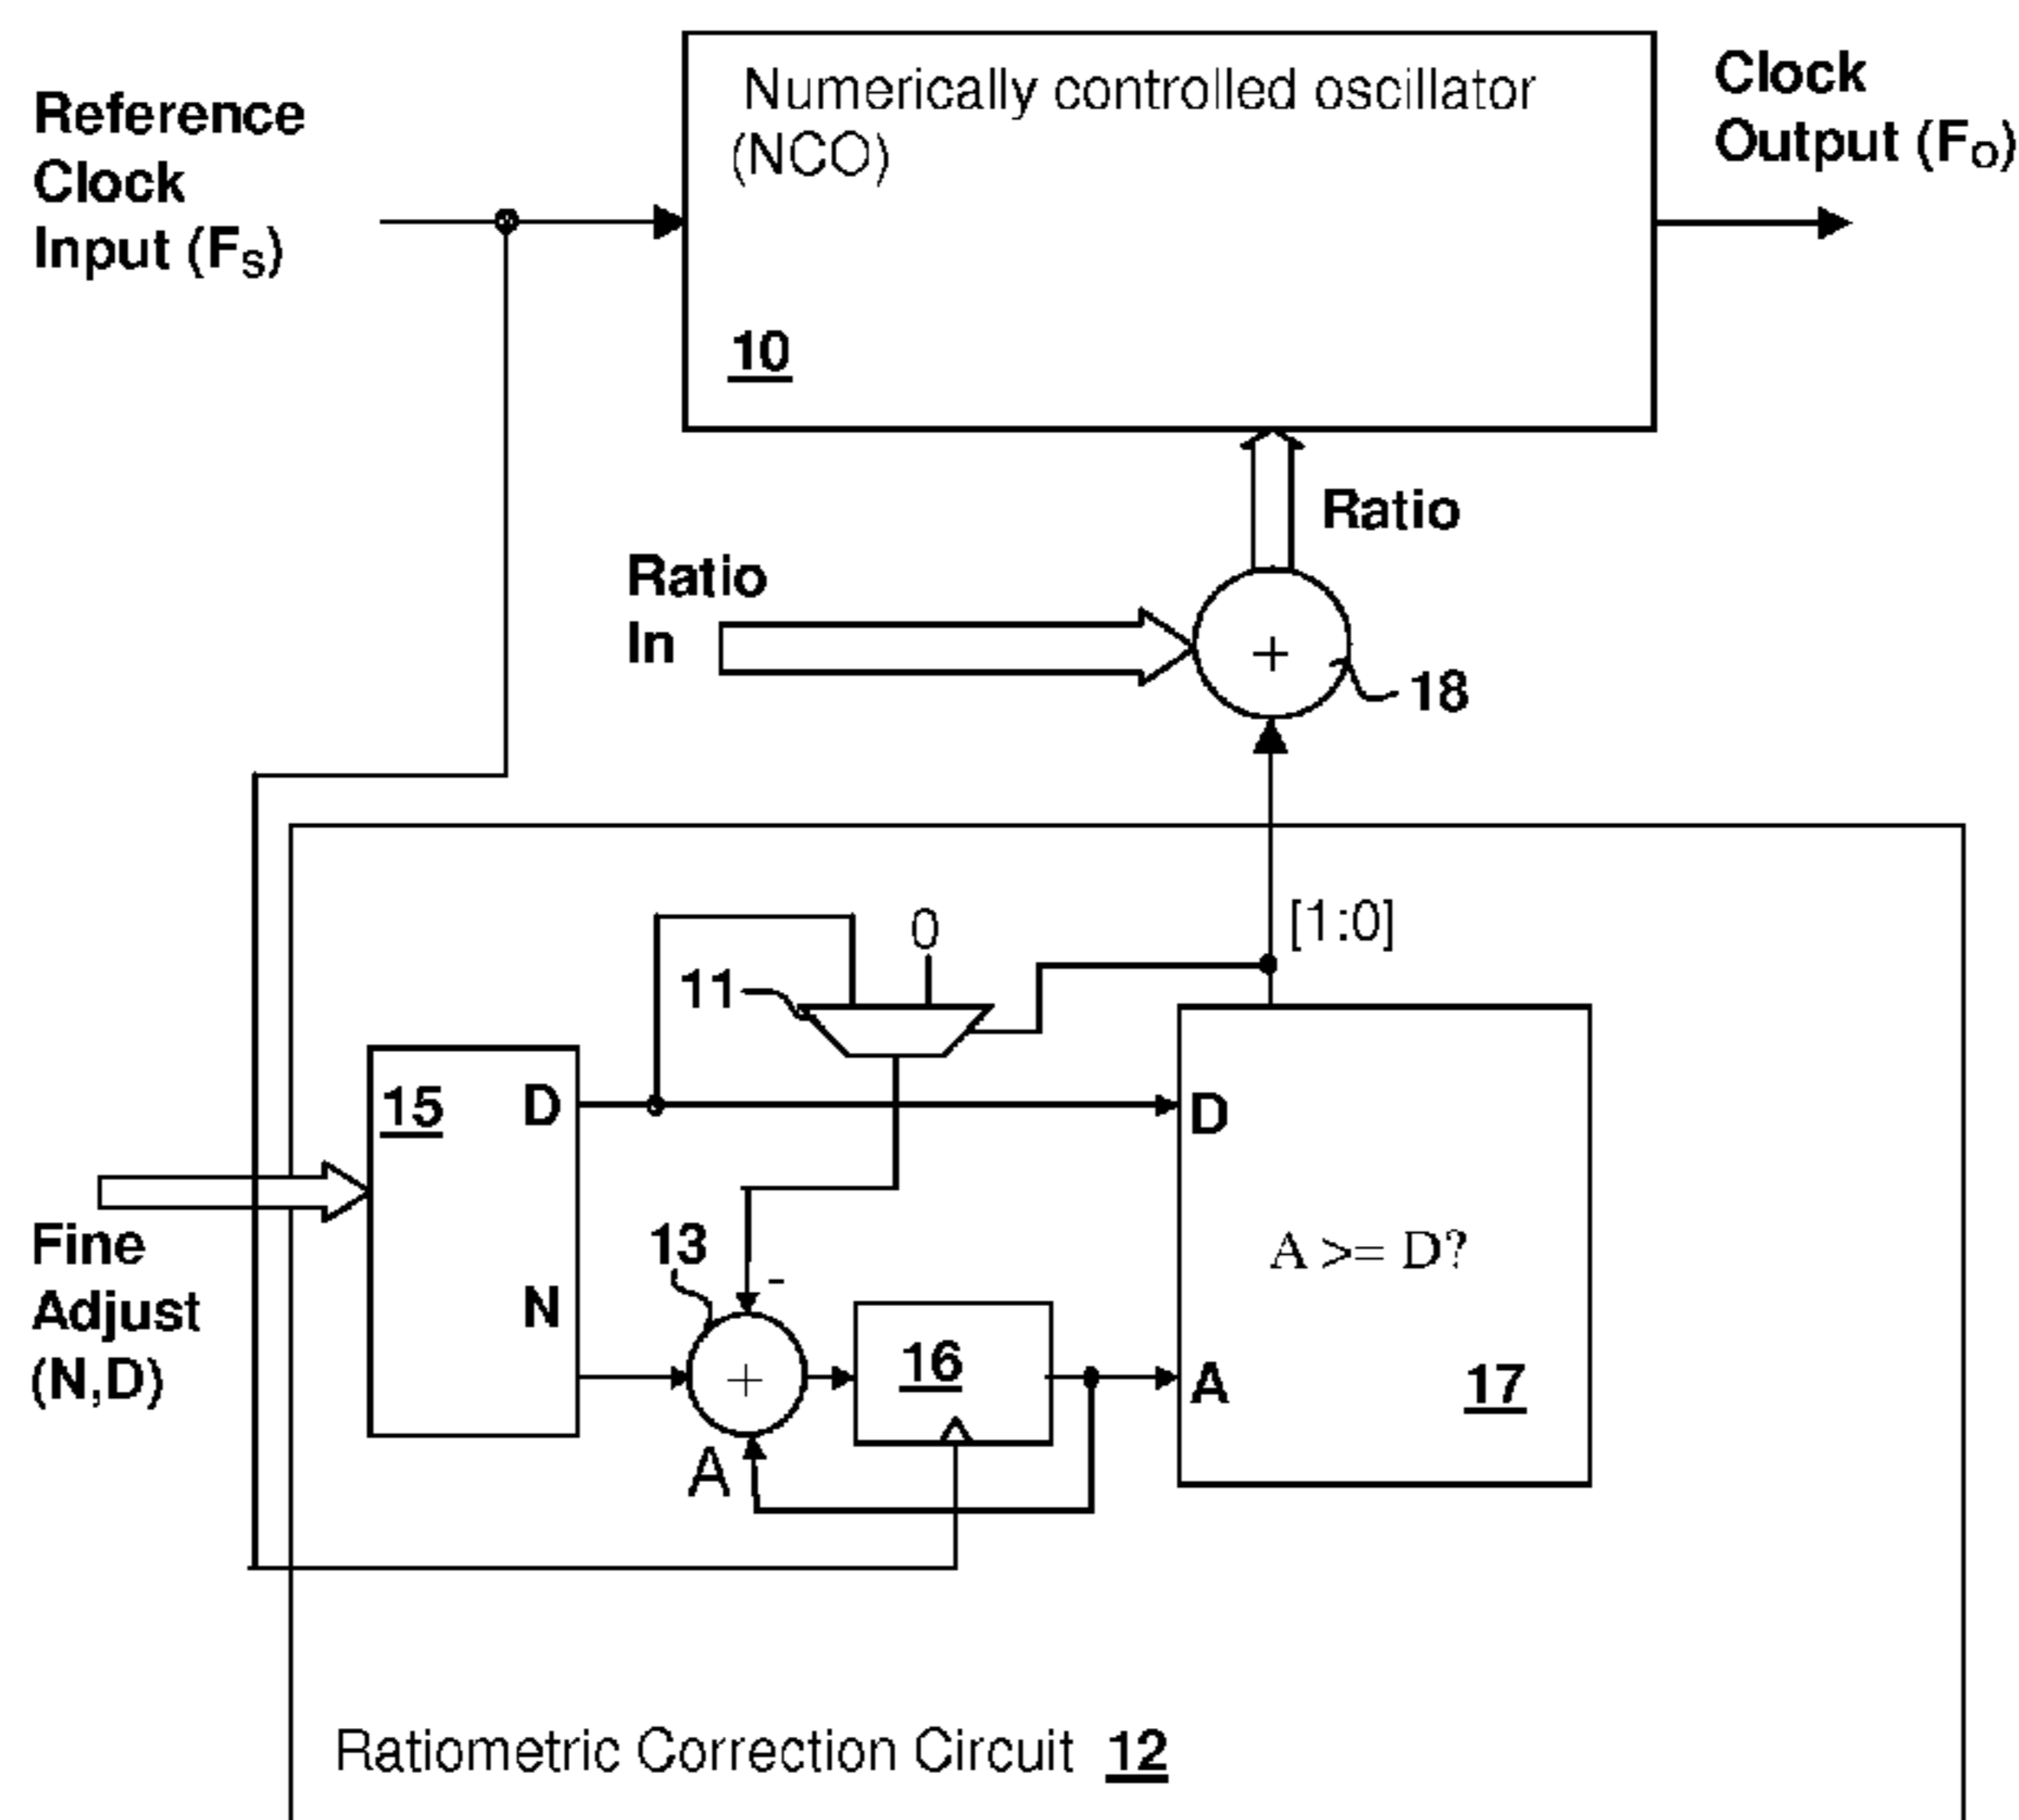 Reference
Clock
Input (FS)
Numerically controlled oscillator
(NCO)
10
Clock
Output (FO)
Ratio
Ratio
In
+
18
[1:0]
0
11
15
D
N
D
A >= D?
A
17
13
-
+
A
16
Fine
Adjust
(N,D)
Ratiometric Correction Circuit 12